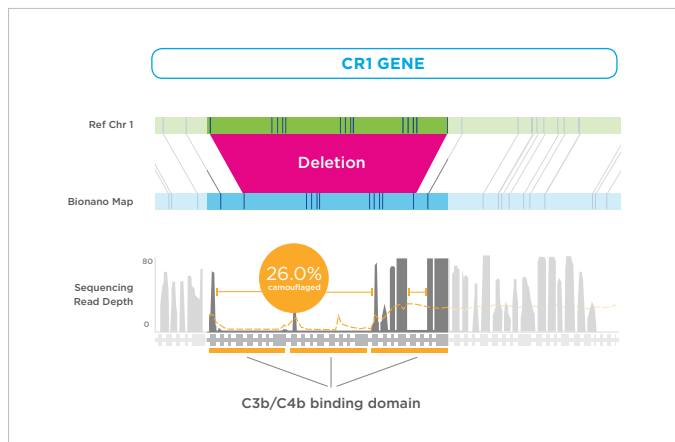 CR1 GENE
Ref Chr 1
Deletion
Bionano Map
80
26.0%
camouflaged
Sequencing
Read Depth
0
C3b/C4b binding domain